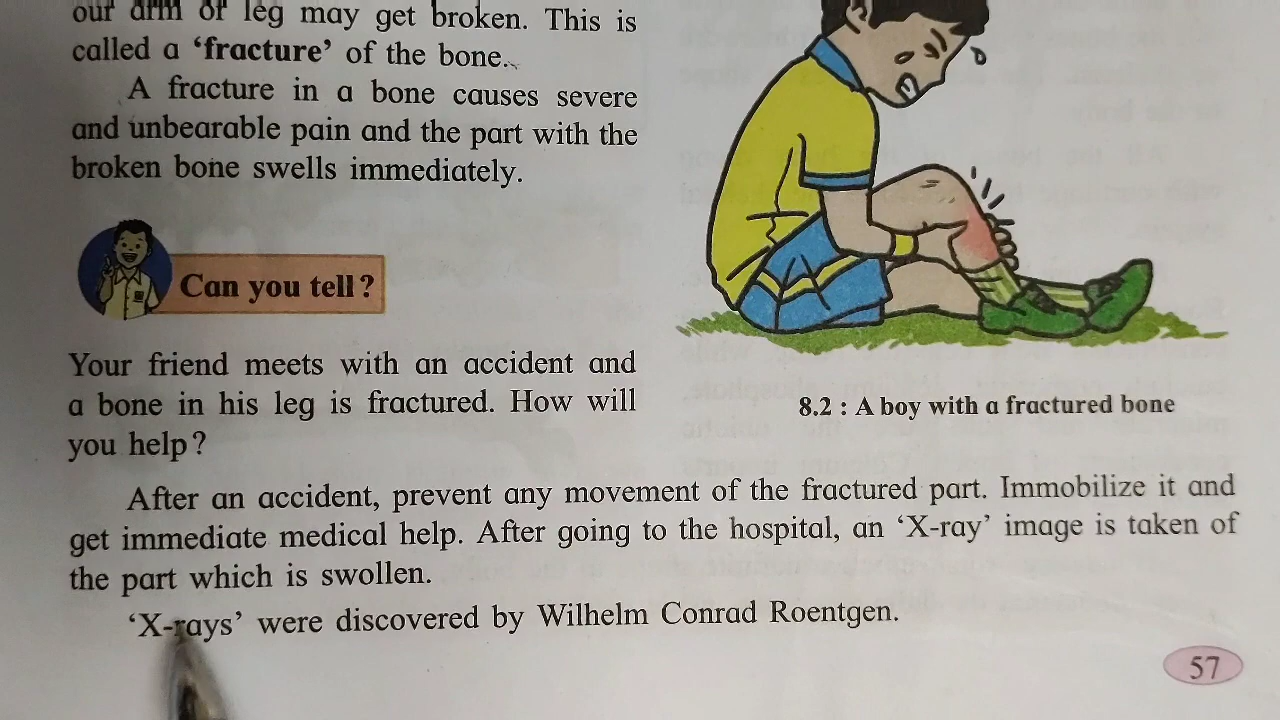 our arm or leg may get broken. This is
called a ‘fracture’ of the bone.
A fracture in a bone causes severe
and unbearable pain and the part with the
broken bone swells immediately.
Can you tell?
Your friend meets with an accident and
a bone in his leg is fractured. How will
you help?
8.2 : A boy with a fractured bone
After an accident, prevent any movement of the fractured part. Immobilize it and
get immediate medical help. After going to the hospital, an ‘X-ray’ image is taken of
the part which is swollen.
‘X-rays’ were discovered by Wilhelm Conrad Roentgen.
57